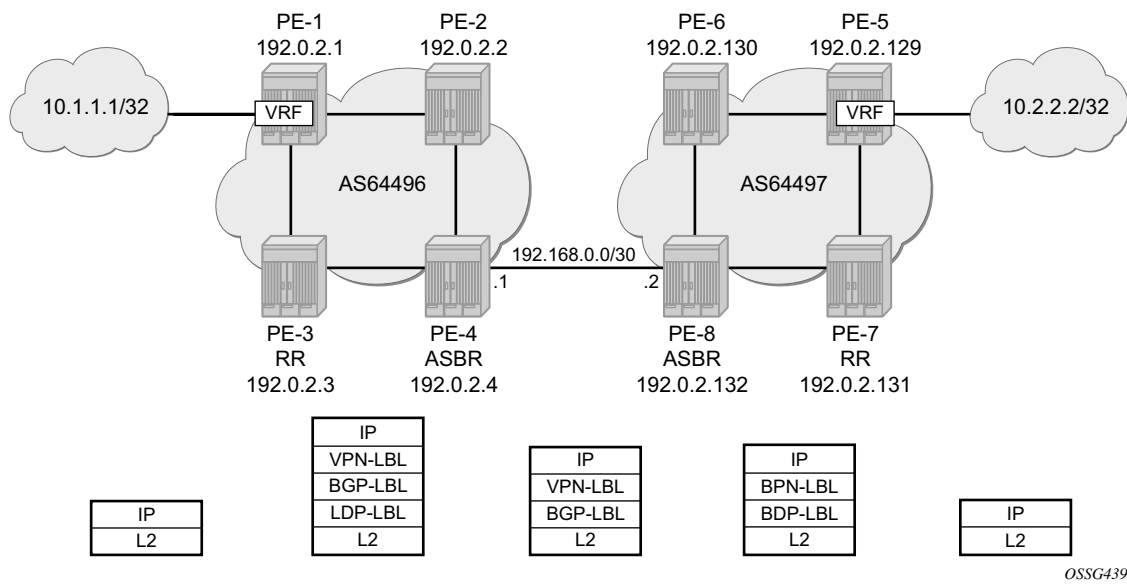 PE-1
192.0.2.1
PE-2
192.0.2.2
PE-6
192.0.2.130
PE-5
192.0.2.129
10.1.1.1/32
VRF
VRF
10.2.2.2/32
AS64496
AS64497
192.168.0.0/30
.1
.2
PE-3
RR
192.0.2.3
PE-4
ASBR
192.0.2.4
PE-8
ASBR
192.0.2.132
PE-7
RR
192.0.2.131
IP
L2
IP
VPN-LBL
BGP-LBL
LDP-LBL
L2
IP
VPN-LBL
BGP-LBL
L2
IP
BPN-LBL
BDP-LBL
L2
IP
L2
OSSG439